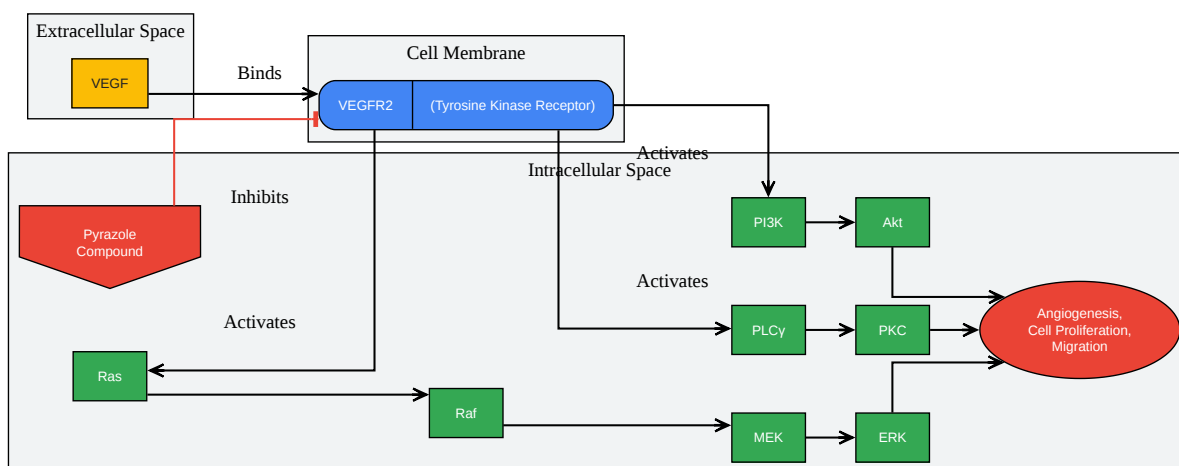 Extracellular Space
VEGF
Binds
Cell Membrane
VEGFR2
(Tyrosine Kinase Receptor)
Activates
Intracellular Space
Inhibits
Pyrazole
Compound
PI3K
Akt
Activates
Activates
PLCγ
PKC
Angiogenesis,
Cell Proliferation,
Migration
Ras
Raf
MEK
ERK